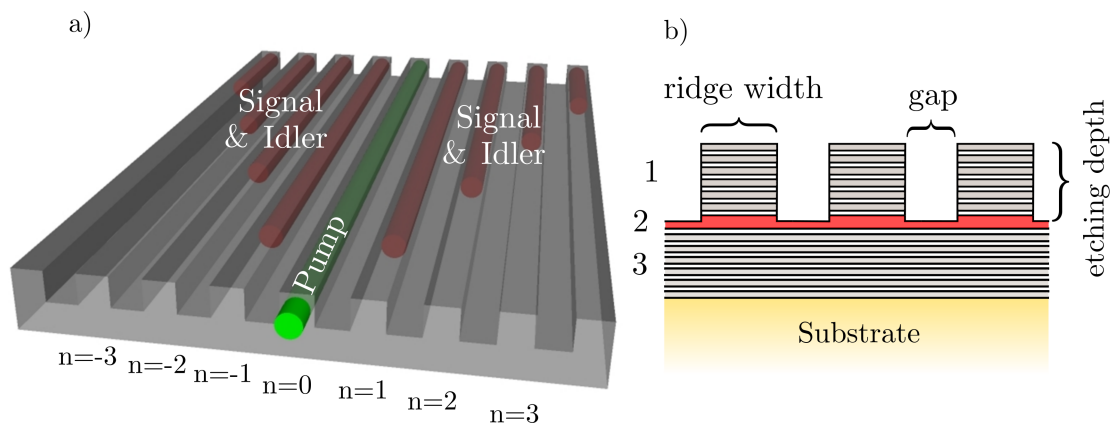 a)
Signal
& Idler
Signal
& Idler
Pump
n=-3
n=-2
n=-1
n=0
n=1
n=2
n=3
b)
ridge width
gap
1
2
3
etching depth
Substrate